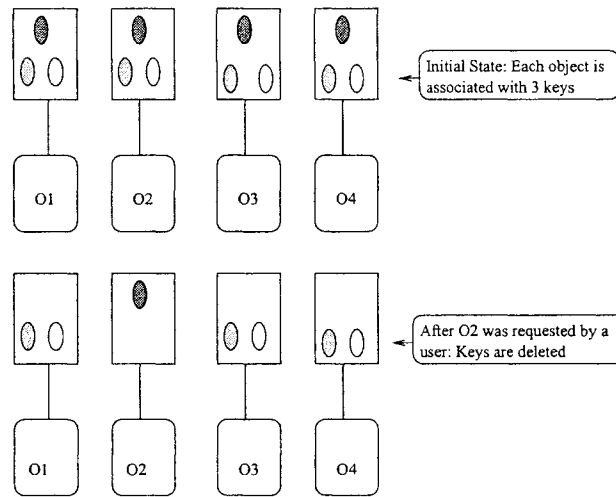 Initial State: Each object is
associated with 3 keys
O1
O2
O3
O4
After O2 was requested by a
user: Keys are deleted
O1
O2
O3
O4